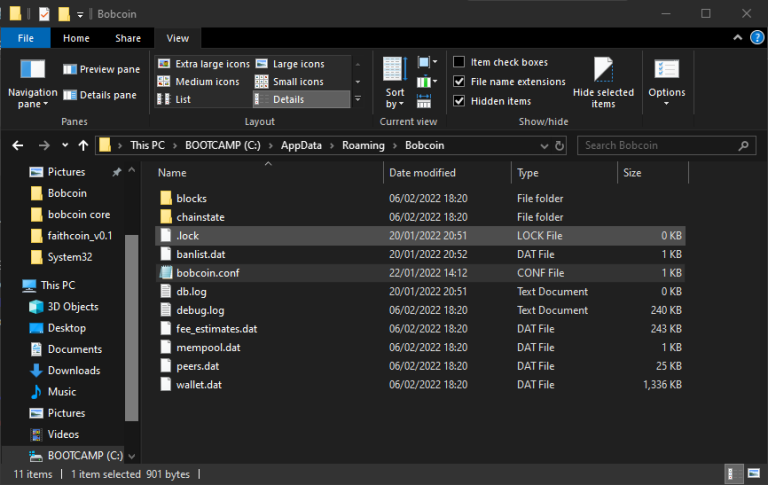 Bobcoin
File Home Share View
Navigation pane
Preview pane
Details pane
Panes
Extra large icons Large icons
Medium icons Small icons
List Details
Layout
Sort by
Current view
Item check boxes
File name extensions
Hidden items
Hide selected items
Show/hide
Options
This PC BOOTCAMP (C:) AppData Roaming Bobcoin
Search Bobcoin
Pictures
Bobcoin
bobcoin core
faithcoin_v0.1
System32
This PC
3D Objects
Desktop
Documents
Downloads
Music
Pictures
Videos
BOOTCAMP (C:)
Name Date modified Type Size
blocks 06/02/2022 18:20 File folder
chainstate 06/02/2022 18:20 File folder
.lock 20/01/2022 20:51 LOCK File 0 KB
banlist.dat 20/01/2022 20:52 DAT File 1 KB
bobcoin.conf 22/01/2022 14:12 CONF File 1 KB
db.log 20/01/2022 20:51 Text Document 0 KB
debug.log 06/02/2022 18:20 Text Document 240 KB
fee_estimates.dat 06/02/2022 18:20 DAT File 243 KB
mempool.dat 06/02/2022 18:20 DAT File 1 KB
peers.dat 06/02/2022 18:20 DAT File 25 KB
wallet.dat 06/02/2022 18:20 DAT File 1,336 KB
11 items 1 item selected 901 bytes